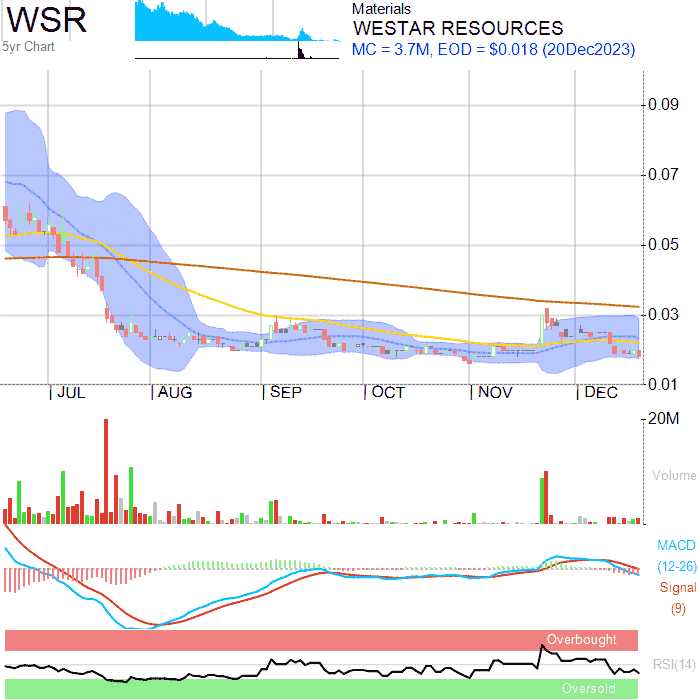 WSR
5yr Chart
Materials
WESTAR RESOURCES
MC = 3.7M, EOD = $0.018 (20Dec2023)
0.09
0.07
0.05
0.03
0.01
JUL AUG SEP OCT NOV DEC
20M
Volume
MACD
(12-26)
Signal
(9)
Overbought
RSI(14)
Oversold